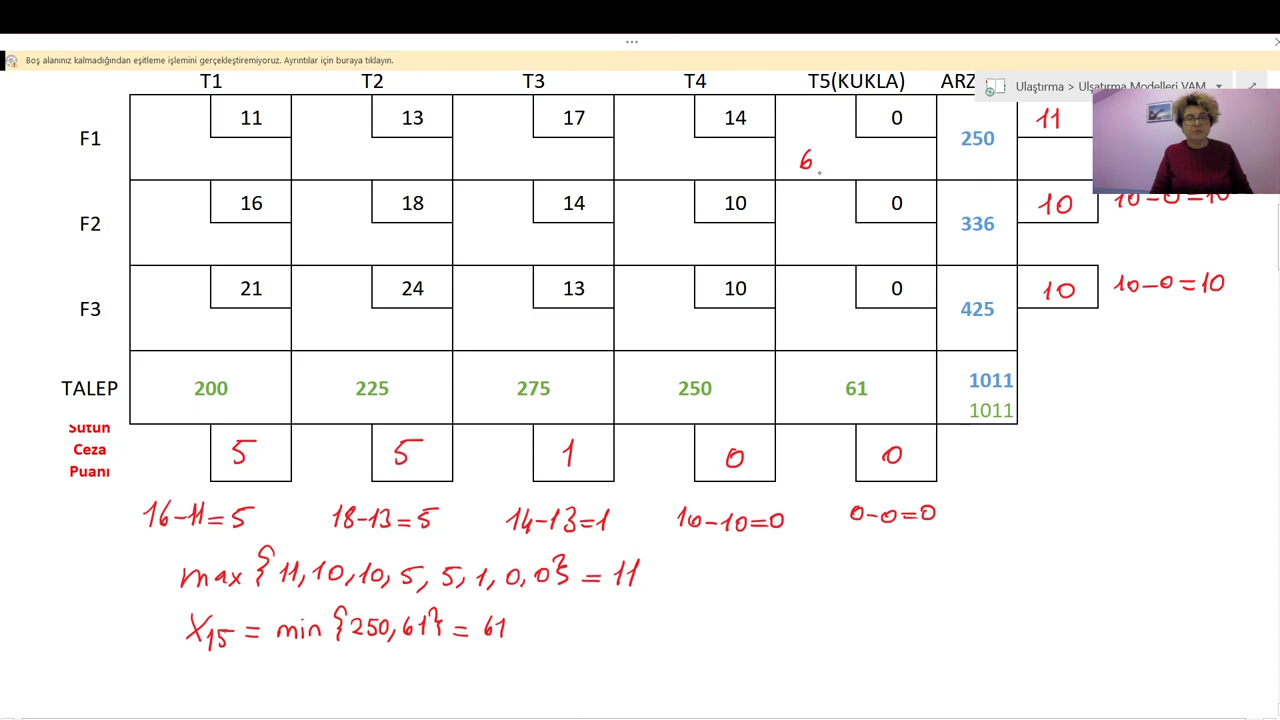 Boş alanınız kalmadığından eşitleme işlemini gerçekleştiremiyoruz. Ayrıntılar için buraya tıklayın.
T1 T2 T3 T4 T5(KUKLA) ARZ
Ulaştırma > Ulşatırma Modelleri VAM
F1 11 13 17 14 0 250 11
6
F2 16 18 14 10 0 336 10 10-0=10
F3 21 24 13 10 0 425 10 10-0=10
TALEP 200 225 275 250 61 1011
1011
Sütun
Ceza
Puanı
5 5 1 0 0
16-11=5 18-13=5 14-13=1 10-10=0 0-0=0
max {11, 10, 10, 5, 5, 1, 0, 0} = 11
X15 = min {250, 61} = 61